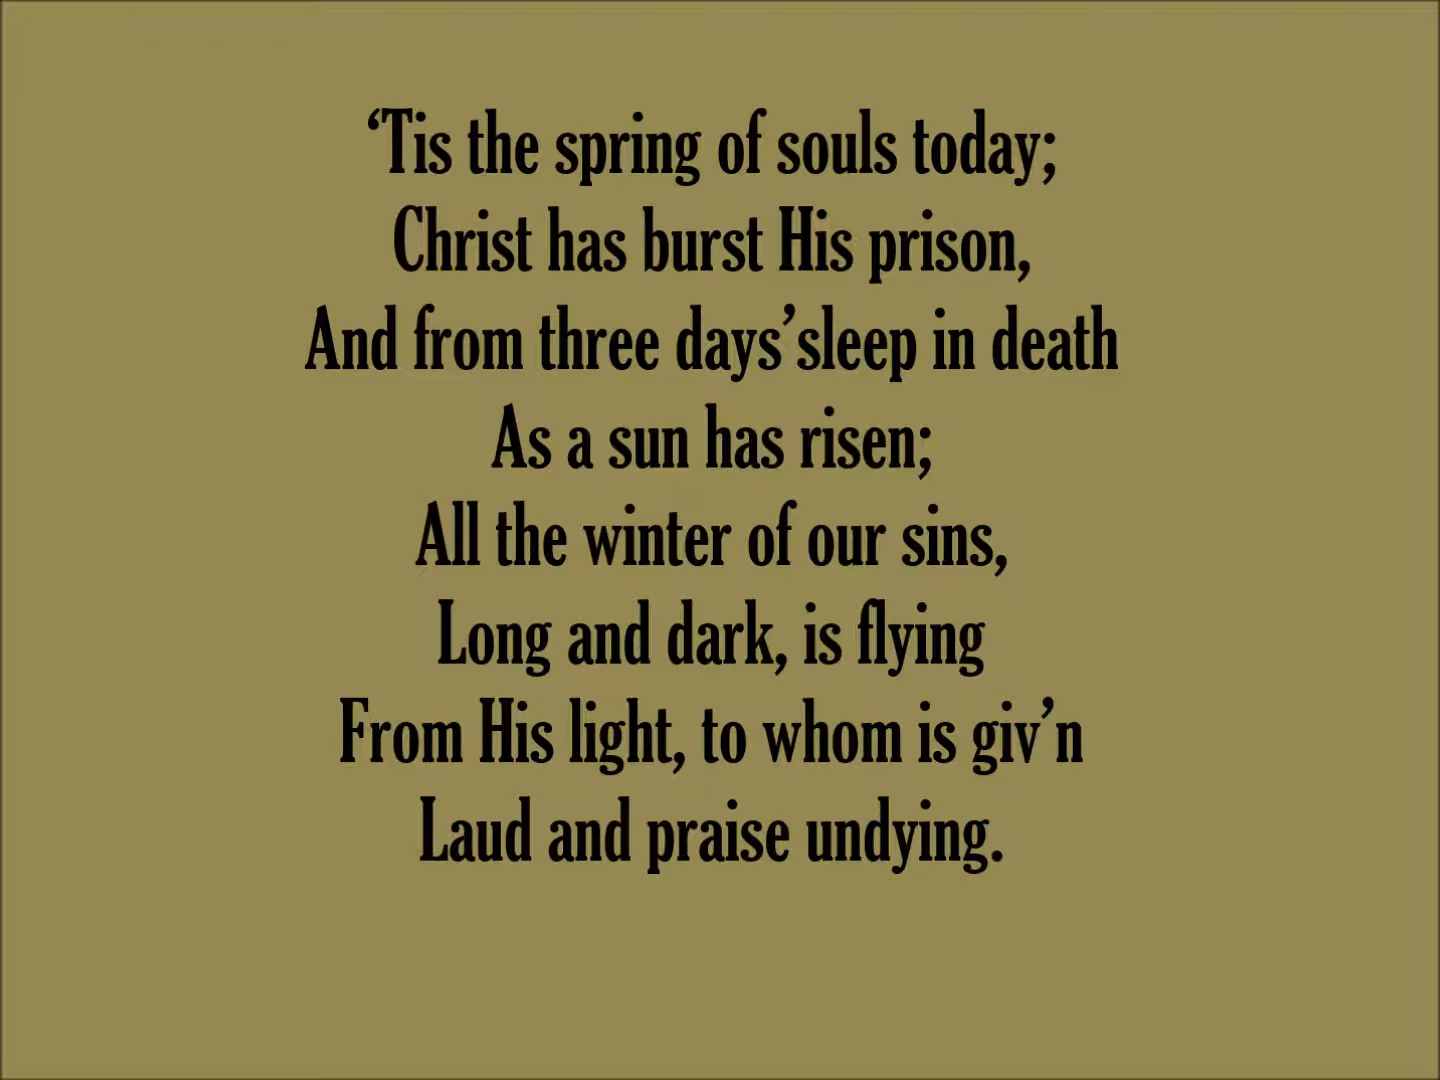 ‘Tis the spring of souls today;
Christ has burst His prison,
And from three days’sleep in death
As a sun has risen;
All the winter of our sins,
Long and dark, is flying
From His light, to whom is giv’n
Laud and praise undying.